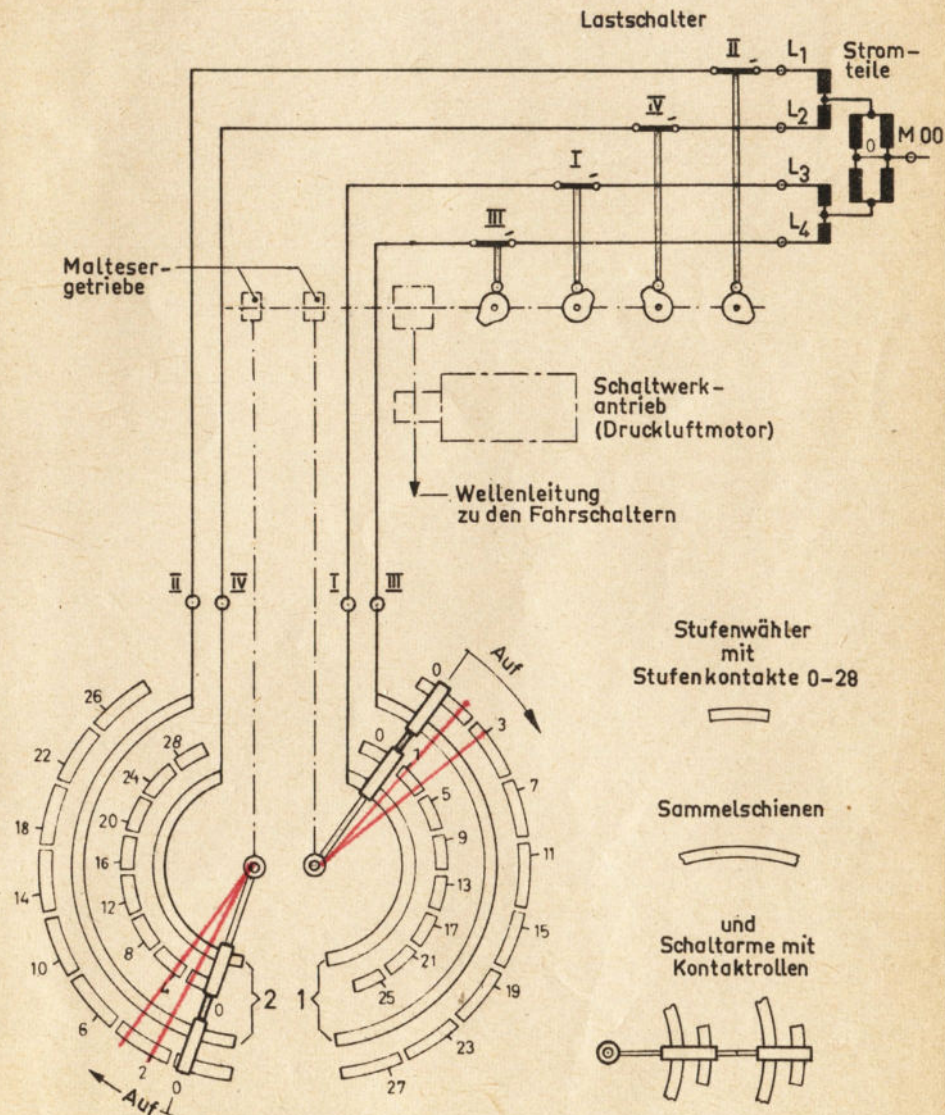 Lastschalter
II
L1
Strom-
teile
IV
L2
M 00
0
I
L3
III
L4
Malteser-
getriebe
Schaltwerk-
antrieb
(Druckluftmotor)
Wellenleitung
zu den Fahrschaltern
II
IV
I
III
Stufenwähler
mit
Stufenkontakte 0-28
Sammelschienen
und
Schaltarme mit
Kontaktrollen
26
22
18
14
10
6
2
0
28
24
20
16
12
8
4
0
2
Auf
0
Auf
3
7
11
15
19
23
27
0
1
5
9
13
17
21
25
1